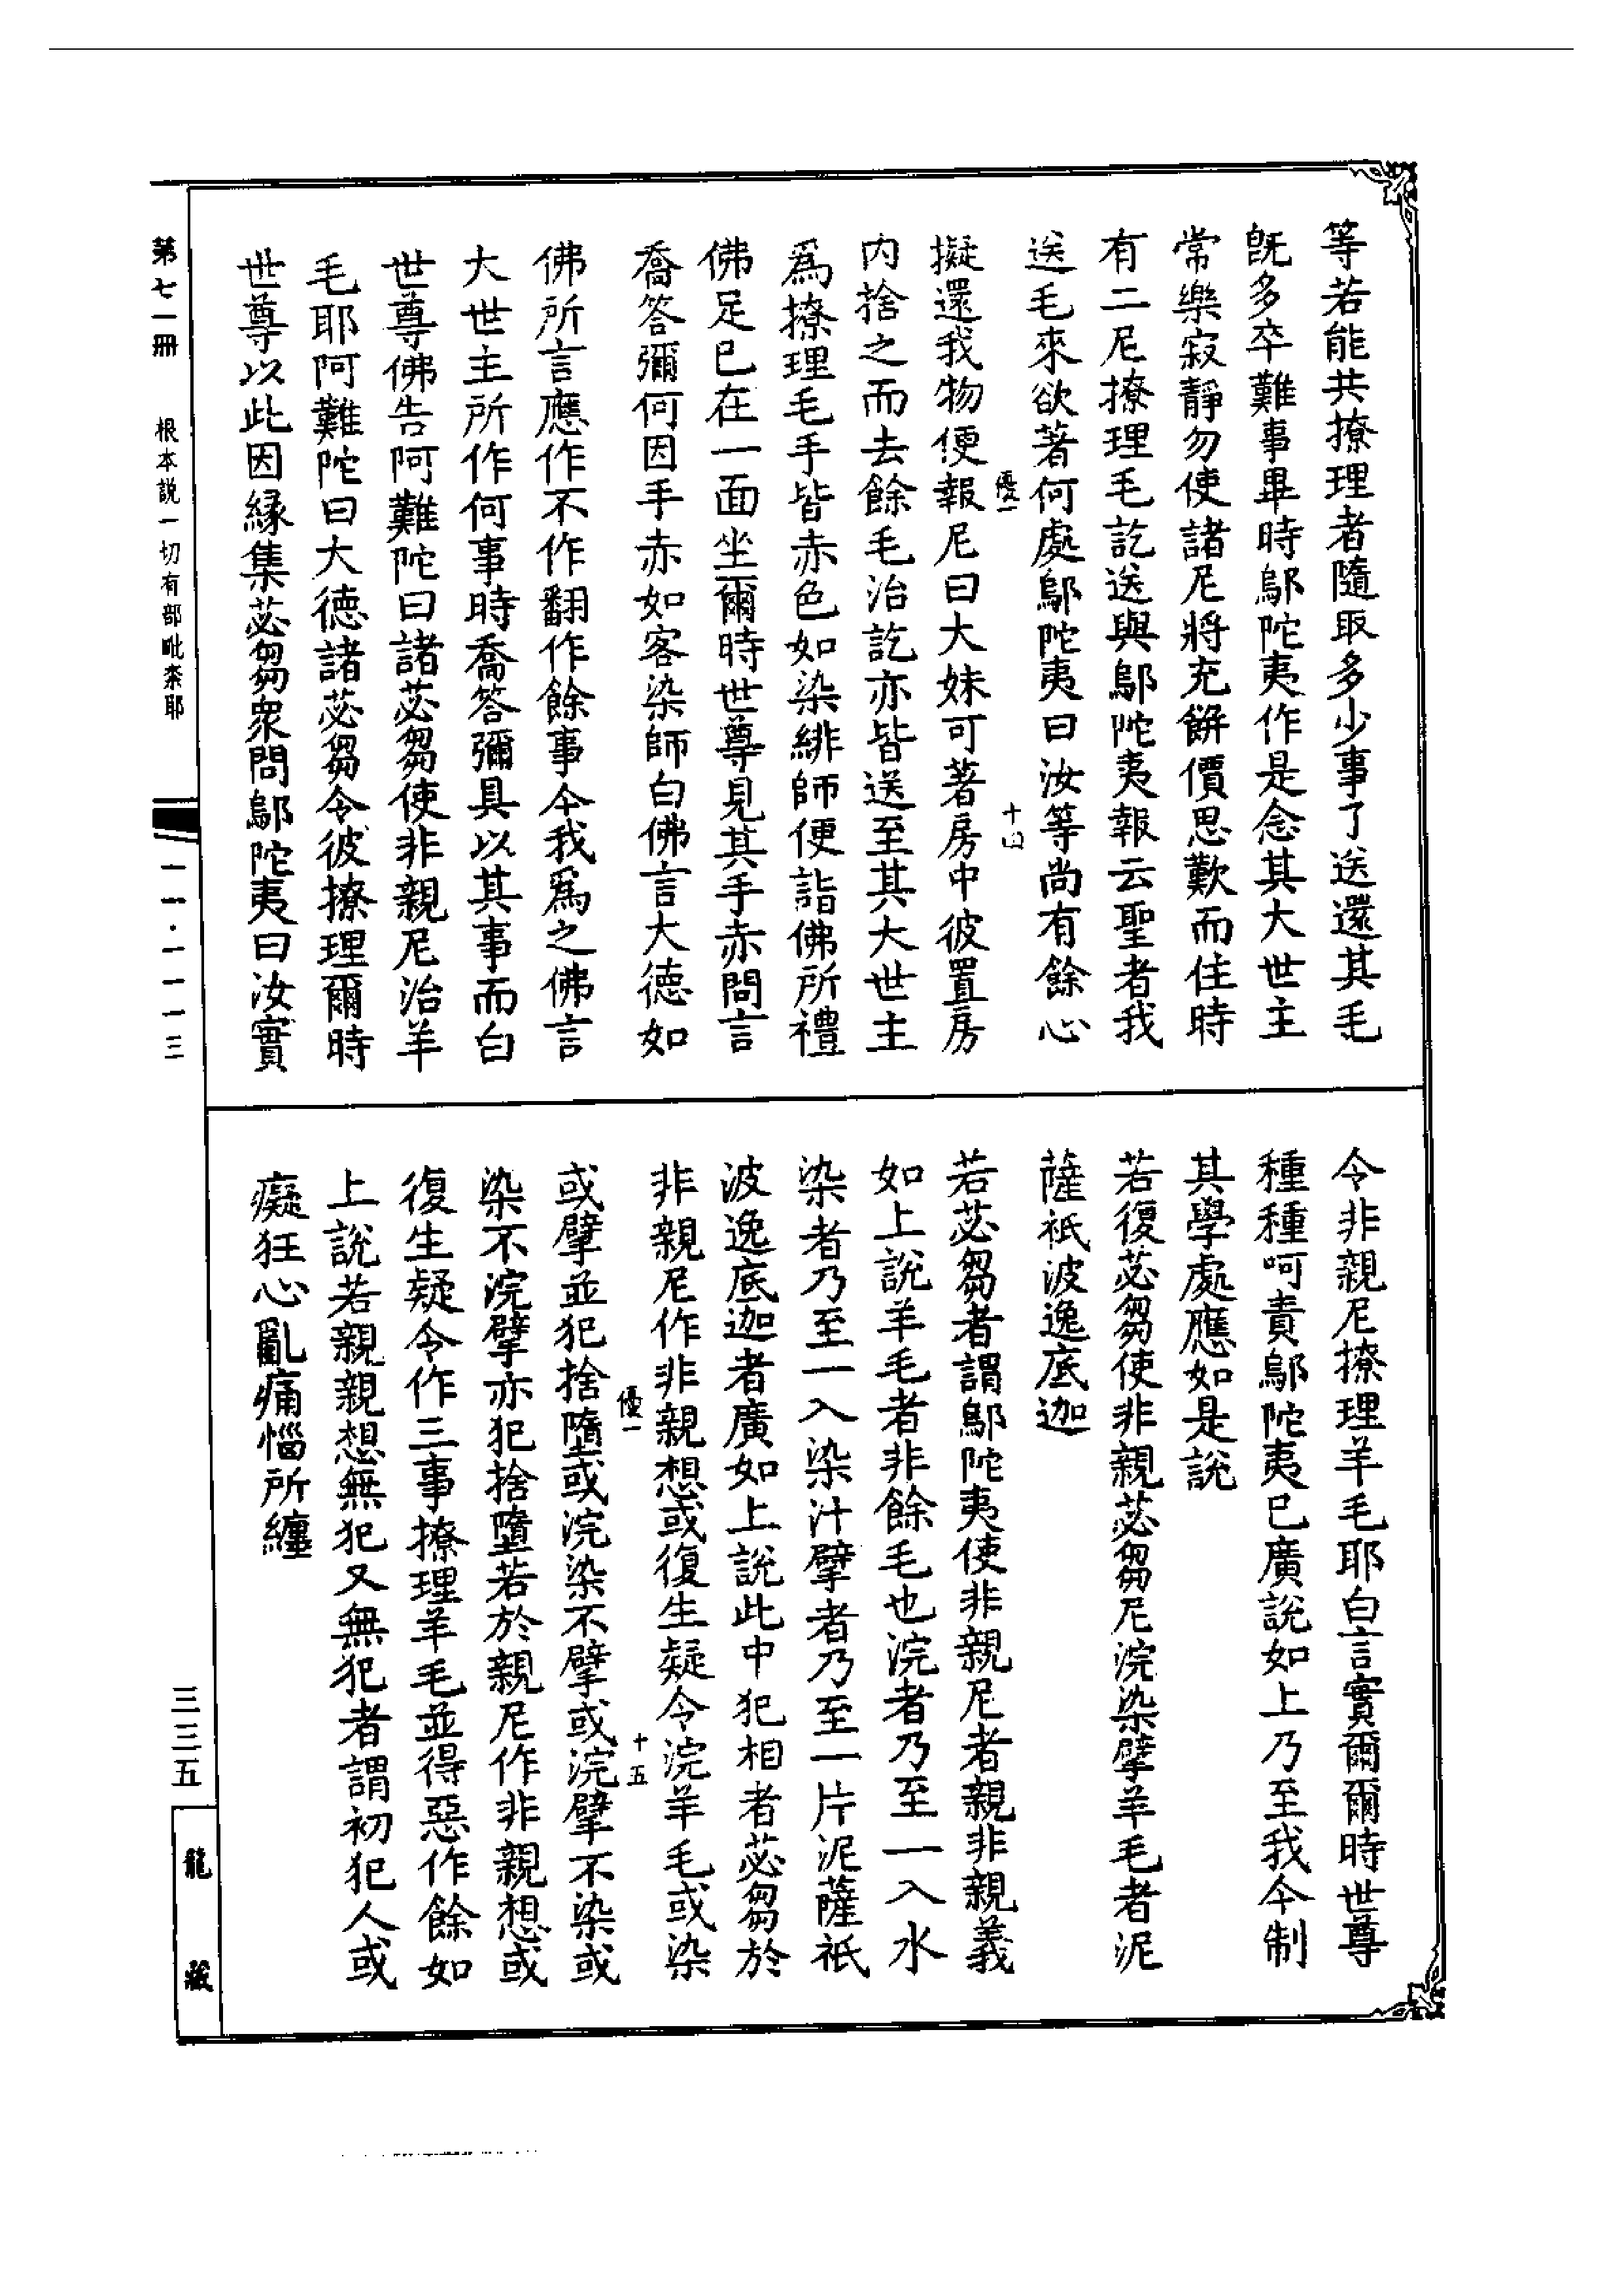 等若能共撩理者隨取多少事了送還其毛
旣多卒難事畢時鄔陀夷作是念其大世主
常樂寂靜勿使諸尼將充餅價思歎而住時
有二尼撩理毛訖送與鄔陀夷報云聖者我
送毛來欲著何處鄔陀夷曰汝等尚有餘心
優一
十四
擬還我物便報尼曰大妹可著房中彼置房
内捨之而去餘毛治訖亦皆送至其大世主
爲撩理毛手皆赤色如染緋師便詣佛所禮
佛足已在一面坐爾時世尊見其手赤問言
喬答彌何因手赤如客染師白佛言大德如
佛所言應作不作翻作餘事今我爲之佛言
大世主所作何事時喬答彌具以其事而白
世尊佛告阿難陀曰諸苾芻使非親尼治羊
毛耶阿難陀曰大德諸苾芻令彼撩理爾時
世尊以此因緣集苾芻衆問鄔陀夷曰汝實
令非親尼撩理羊毛耶白言實爾爾時世尊
種種呵責鄔陀夷已廣說如上乃至我今制
其學處應如是說
若復苾芻使非親苾芻尼浣染擘羊毛者泥
薩祇波逸底迦
若苾芻者謂鄔陀夷使非親尼者親非親義
如上說羊毛者非餘毛也浣者乃至一入水
染者乃至一入染汁擘者乃至一片泥薩祇
波逸底迦者廣如上說此中犯相者苾芻於
非親尼作非親想或復生疑令浣羊毛或染
優一
十五
或擘並犯捨墮或浣染不擘或浣擘不染或
染不浣擘亦犯捨墮若於親尼作非親想或
復生疑令作三事撩理羊毛並得惡作餘如
上說若親親想無犯又無犯者謂初犯人或
癡狂心亂痛惱所纏
第七一冊
根本說一切有部毗柰耶
一一一·一一一三
三三五
龍藏